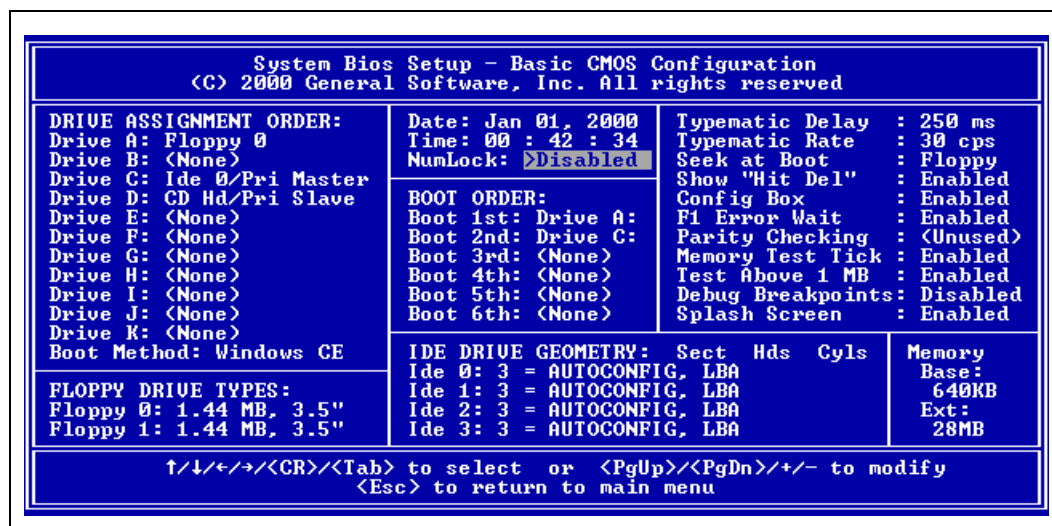 System Bios Setup - Basic CMOS Configuration
(C) 2000 General Software, Inc. All rights reserved
DRIVE ASSIGNMENT ORDER:
Drive A: Floppy 0
Drive B: (None)
Drive C: Ide 0/Pri Master
Drive D: CD Hd/Pri Slave
Drive E: (None)
Drive F: (None)
Drive G: (None)
Drive H: (None)
Drive I: (None)
Drive J: (None)
Drive K: (None)
Boot Method: Windows CE
FLOPPY DRIVE TYPES:
Floppy 0: 1.44 MB, 3.5"
Floppy 1: 1.44 MB, 3.5"
Date: Jan 01, 2000
Time: 00 : 42 : 34
NumLock: >Disabled
BOOT ORDER:
Boot 1st: Drive A:
Boot 2nd: Drive C:
Boot 3rd: (None)
Boot 4th: (None)
Boot 5th: (None)
Boot 6th: (None)
Typematic Delay : 250 ms
Typematic Rate : 30 cps
Seek at Boot : Floppy
Show "Hit Del" : Enabled
Config Box : Enabled
F1 Error Wait : Enabled
Parity Checking : (Unused)
Memory Test Tick : Enabled
Test Above 1 MB : Enabled
Debug Breakpoints: Disabled
Splash Screen : Enabled
IDE DRIVE GEOMETRY: Sect Hds Cyls
Ide 0: 3 = AUTOCONFIG, LBA
Ide 1: 3 = AUTOCONFIG, LBA
Ide 2: 3 = AUTOCONFIG, LBA
Ide 3: 3 = AUTOCONFIG, LBA
Memory
Base:
640KB
Ext:
28MB
↑/↓/←/→/<CR>/<Tab> to select or <PgUp>/<PgDn>/+/- to modify
<Esc> to return to main menu